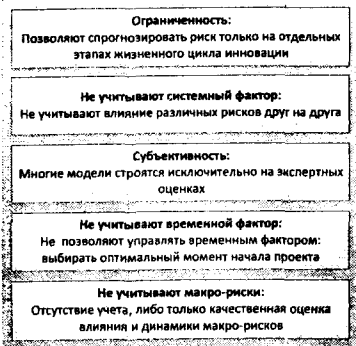 Ограниченность:
Позволяют спрогнозировать риск только на отдельных
этапах жизненного цикла инновации
Не учитывают системный фактор:
Не учитывают влияние различных рисков друг на друга
Субъективность:
Многие модели строятся исключительно на экспертных
оценках
Не учитывают временной фактор:
Не позволяют управлять временным фактором:
выбирать оптимальный момент начала проекта
Не учитывают макро-риски:
Отсутствие учета, либо только качественная оценка
влияния и динамики макро-рисков